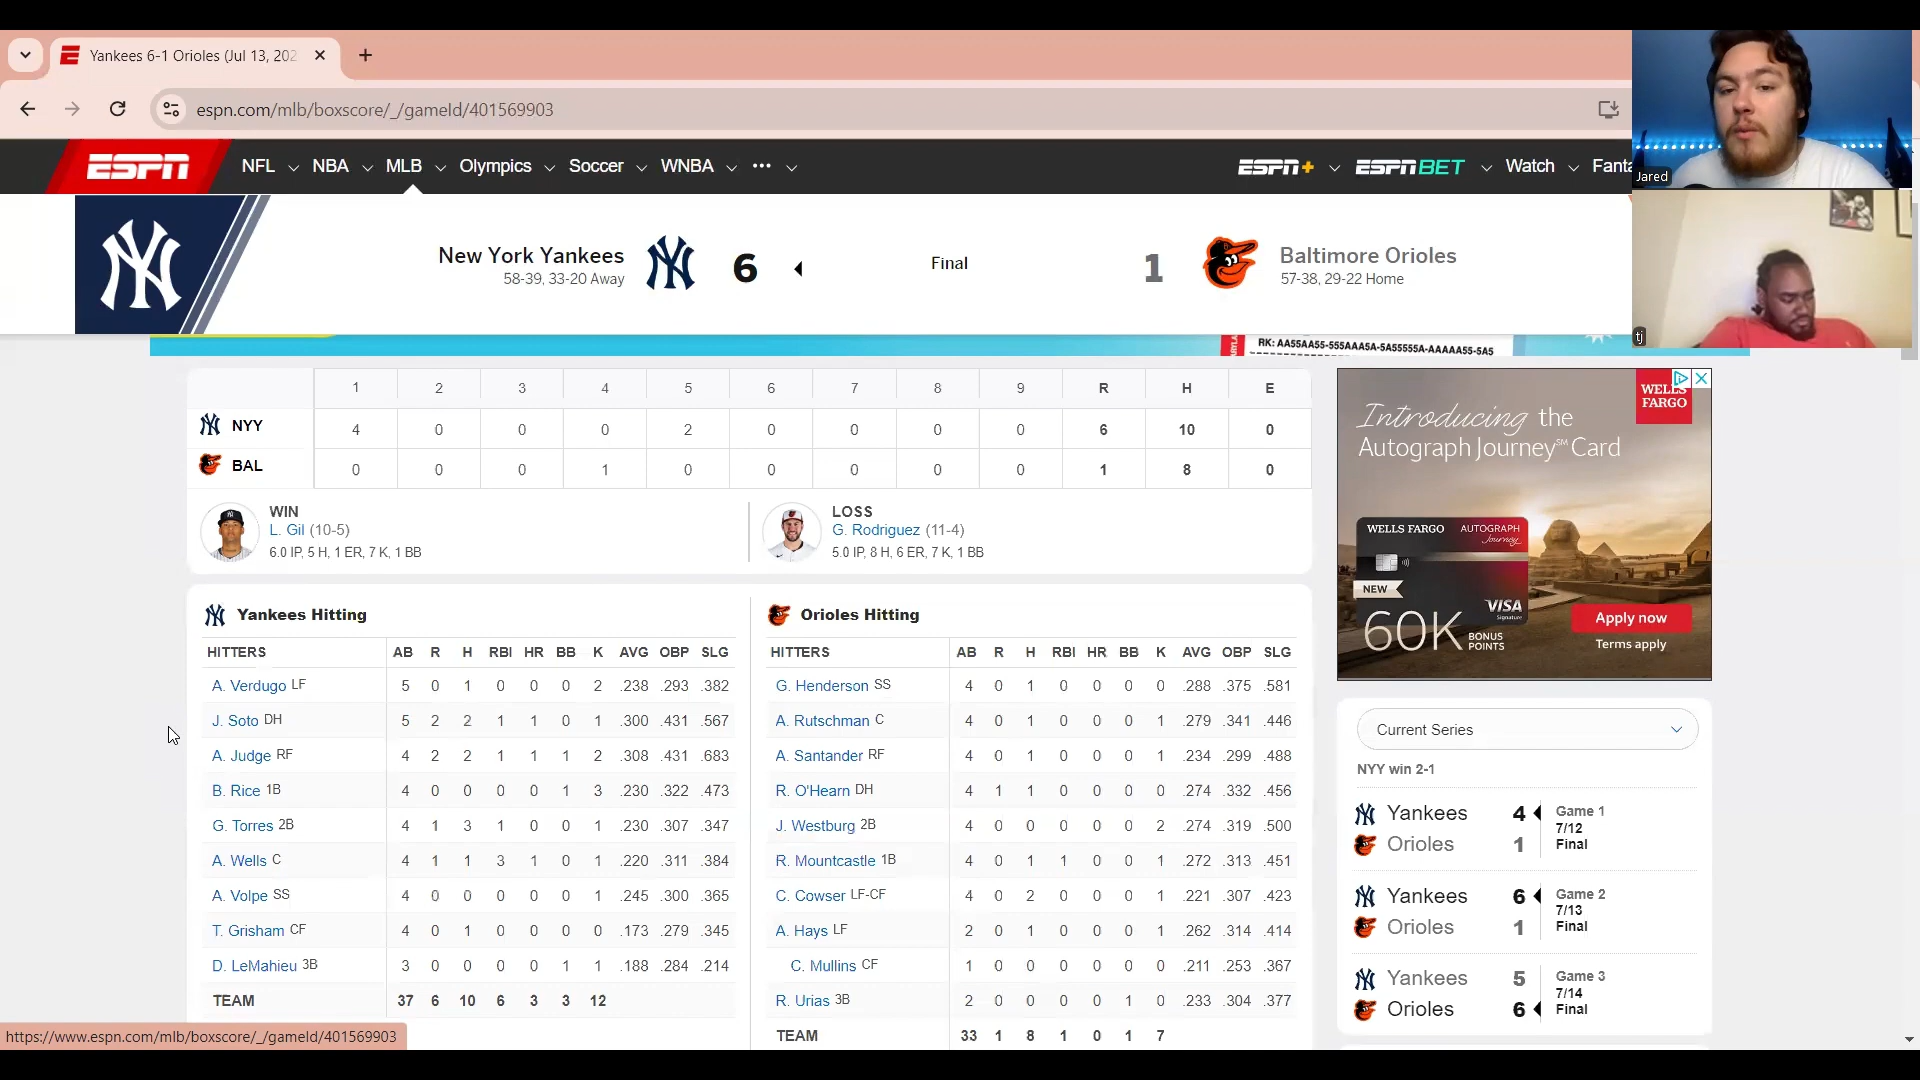 Yankees 6-1 Orioles (Jul 13, 202
espn.com/mlb/boxscore/_/gameId/401569903
ESPN NFL NBA MLB Olympics Soccer WNBA ••• ESPN+ ESPN BET Watch Fanta
Jared
tj
New York Yankees 6 Final 1 Baltimore Orioles
58-39, 33-20 Away 57-38, 29-22 Home
RK: AA55AA55-555AAA5A-5A55555A-AAAAA55-5A5
1 2 3 4 5 6 7 8 9 R H E
NYY 4 0 0 0 2 0 0 0 0 6 10 0
BAL 0 0 0 1 0 0 0 0 0 1 8 0
WIN
L. Gil (10-5)
6.0 IP, 5 H, 1 ER, 7 K, 1 BB
LOSS
G. Rodriguez (11-4)
5.0 IP, 8 H, 6 ER, 7 K, 1 BB
Yankees Hitting
HITTERS AB R H RBI HR BB K AVG OBP SLG
A. Verdugo LF 5 0 1 0 0 0 2 .238 .293 .382
J. Soto DH 5 2 2 1 1 0 1 .300 .431 .567
A. Judge RF 4 2 2 1 1 1 2 .308 .431 .683
B. Rice 1B 4 0 0 0 0 1 3 .230 .322 .473
G. Torres 2B 4 1 3 1 0 0 1 .230 .307 .347
A. Wells C 4 1 1 3 1 0 1 .220 .311 .384
A. Volpe SS 4 0 0 0 0 0 1 .245 .300 .365
T. Grisham CF 4 0 1 0 0 0 0 .173 .279 .345
D. LeMahieu 3B 3 0 0 0 0 1 1 .188 .284 .214
TEAM 37 6 10 6 3 3 12
Orioles Hitting
HITTERS AB R H RBI HR BB K AVG OBP SLG
G. Henderson SS 4 0 1 0 0 0 0 .288 .375 .581
A. Rutschman C 4 0 1 0 0 0 1 .279 .341 .446
A. Santander RF 4 0 1 0 0 0 1 .234 .299 .488
R. O'Hearn DH 4 1 1 0 0 0 0 .274 .332 .456
J. Westburg 2B 4 0 0 0 0 0 2 .274 .319 .500
R. Mountcastle 1B 4 0 1 1 0 0 1 .272 .313 .451
C. Cowser LF-CF 4 0 2 0 0 0 1 .221 .307 .423
A. Hays LF 2 0 1 0 0 0 1 .262 .314 .414
C. Mullins CF 1 0 0 0 0 0 0 .211 .253 .367
R. Urias 3B 2 0 0 0 0 1 0 .233 .304 .377
TEAM 33 1 8 1 0 1 7
WELLS
FARGO
Introducing the
Autograph Journey℠ Card
WELLS FARGO AUTOGRAPH
Journey
NEW
VISA
Signature
60K BONUS
POINTS
Apply now
Terms apply
Current Series
NYY win 2-1
Yankees 4 Game 1
7/12
Orioles 1 Final
Yankees 6 Game 2
7/13
Orioles 1 Final
Yankees 5 Game 3
7/14
Orioles 6 Final
https://www.espn.com/mlb/boxscore/_/gameId/401569903